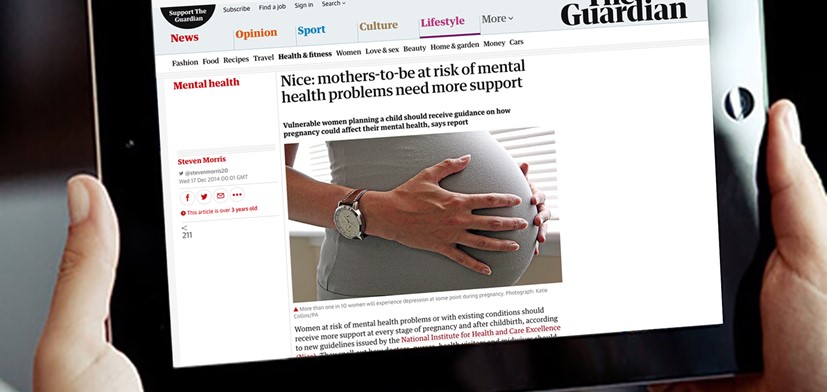 Support The
Guardian
Subscribe Find a job Sign in Search
The
Guardian
News Opinion Sport Culture Lifestyle More
Fashion Food Recipes Travel Health & fitness Women Love & sex Beauty Home & garden Money Cars
Mental health
Nice: mothers-to-be at risk of mental
health problems need more support
Vulnerable women planning a child should receive guidance on how
pregnancy could affect their mental health, says report
Steven Morris
@stevenmorris20
Wed 17 Dec 2014 00.01 GMT
This article is over 3 years old
211
More than one in 10 women will experience depression at some point during pregnancy. Photograph: Katie
Collins/PA
Women at risk of mental health problems or with existing conditions should
receive more support at every stage of pregnancy and after childbirth, according
to new guidelines issued by the National Institute for Health and Care Excellence